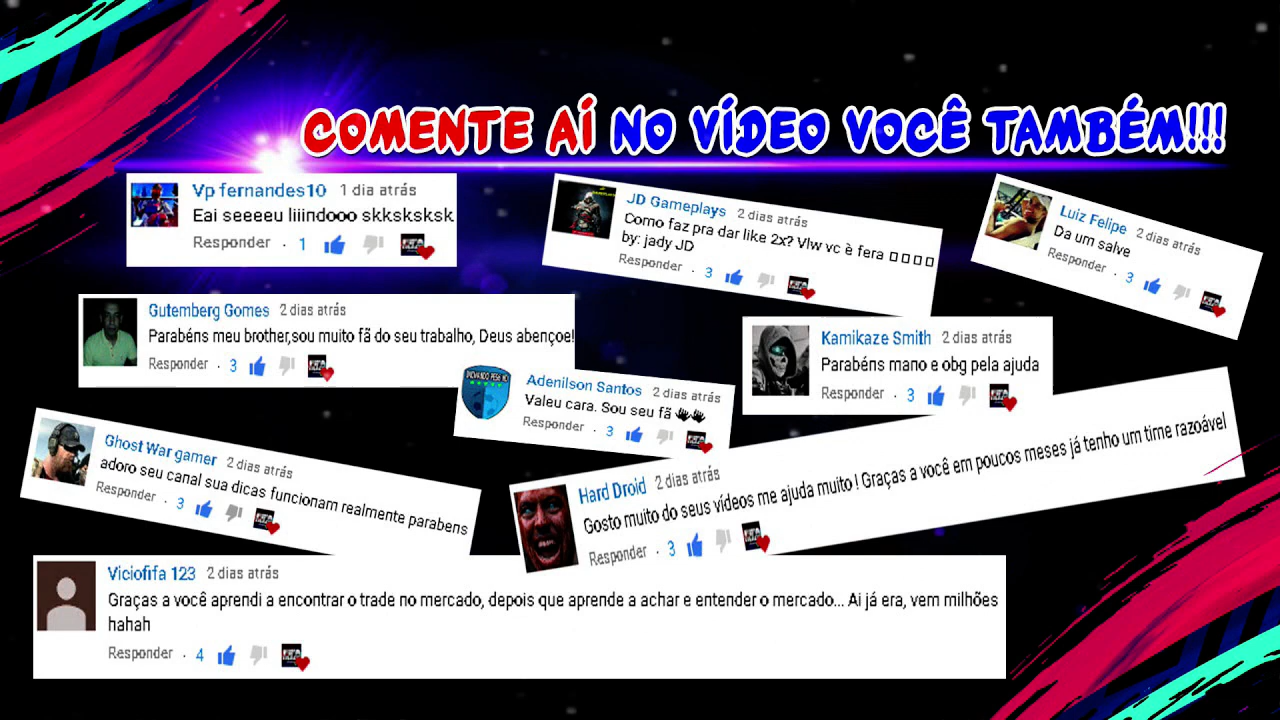 COMENTE AÍ NO VÍDEO VOCÊ TAMBÉM!!!
Vp fernandes10 1 dia atrás
Eai seeeeu liiindooo skksksksk
Responder · 1
JD Gameplays 2 dias atrás
Como faz pra dar like 2x? Vlw vc è fera
by: jady JD
Responder · 3
Luiz Felipe 2 dias atrás
Da um salve
Responder · 3
Gutemberg Gomes 2 dias atrás
Parabéns meu brother,sou muito fã do seu trabalho, Deus abençoe!
Responder · 3
Kamikaze Smith 2 dias atrás
Parabéns mano e obg pela ajuda
Responder · 3
Adenilson Santos 2 dias atrás
Valeu cara. Sou seu fã
Responder · 3
Ghost War gamer 2 dias atrás
adoro seu canal sua dicas funcionam realmente parabens
Responder · 3
Hard Droid 2 dias atrás
Gosto muito do seus vídeos me ajuda muito ! Graças a você em poucos meses já tenho um time razoável
Responder · 3
Viciofifa 123 2 dias atrás
Graças a você aprendi a encontrar o trade no mercado, depois que aprende a achar e entender o mercado... Ai já era, vem milhões
hahah
Responder · 4